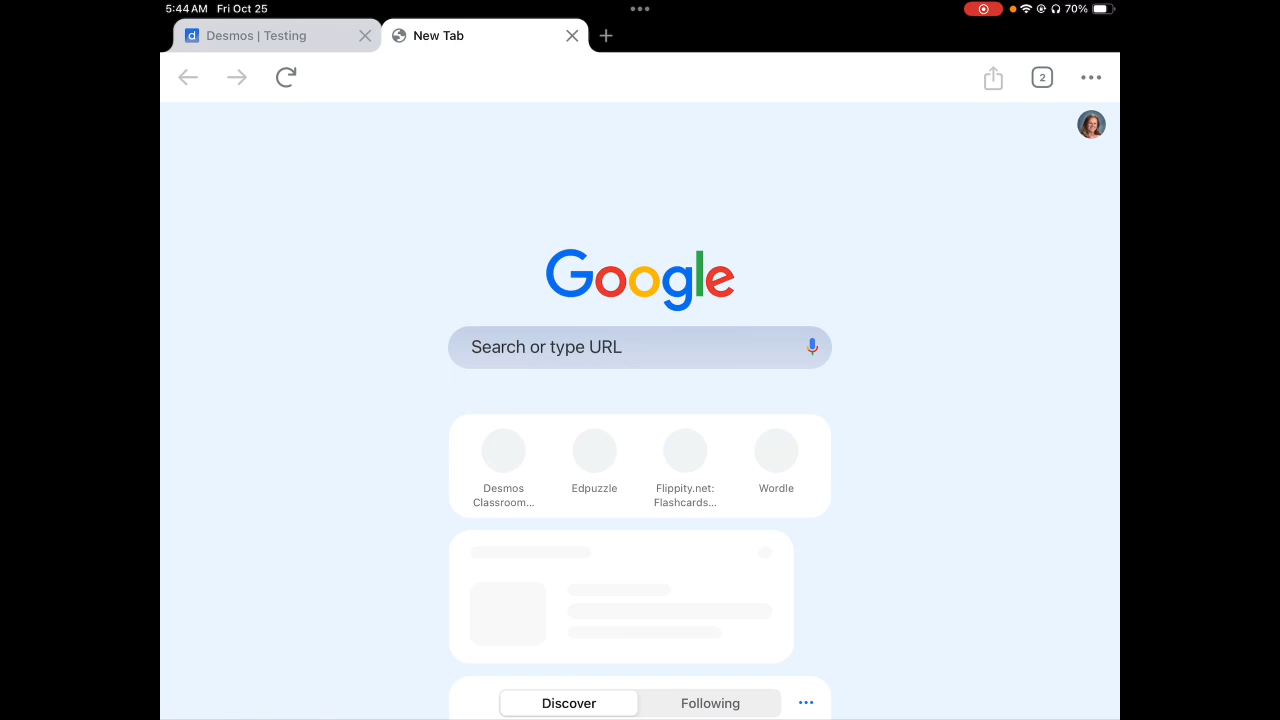 5:44 AM Fri Oct 25
70%
Desmos | Testing
New Tab
2
Google
Search or type URL
Desmos Classroom...
Edpuzzle
Flippity.net: Flashcards...
Wordle
Discover
Following